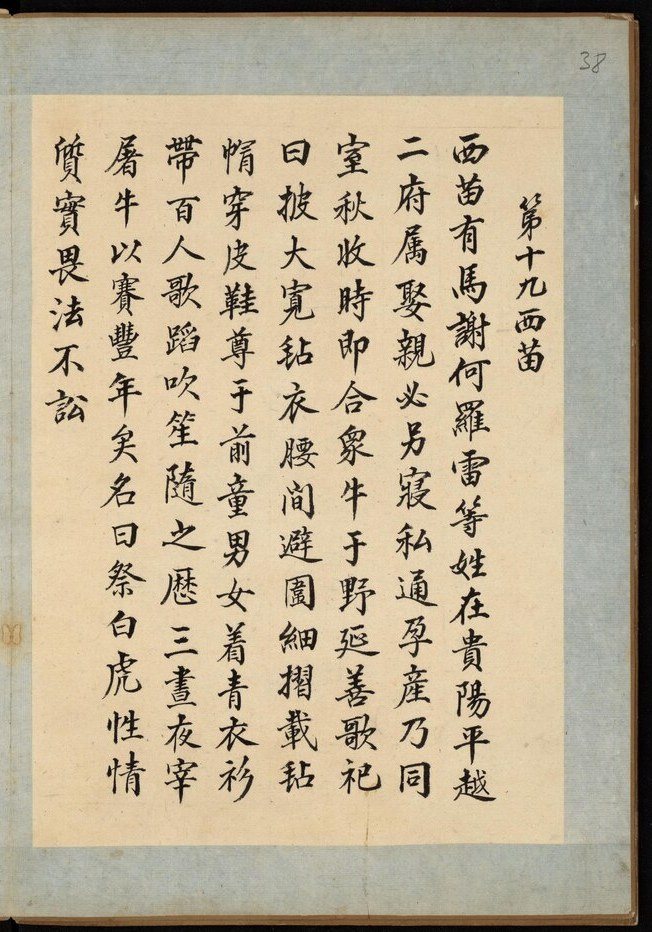 38
第十九西苗
西苗有馬謝何羅雷等姓在貴陽平越
二府属娶親必另寢私通孕產乃同
室秋收時即合衆牛于野延善歌祀
曰披大寬毡衣腰间避圍細摺載毡
帽穿皮鞋尊于前童男女着青衣衫
帶百人歌蹈吹笙隨之歷三晝夜宰
屠牛以賽豐年矣名曰祭白虎性情
質實畏法不訟